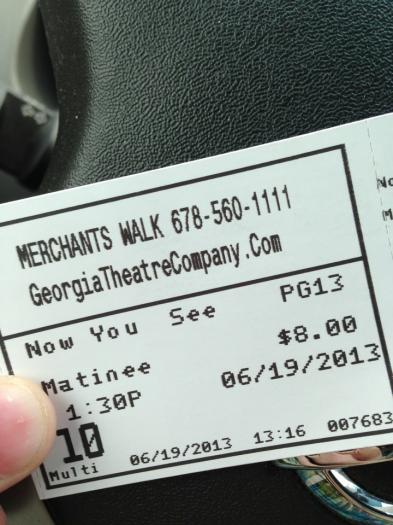 MERCHANTS WALK 678-560-1111
GeorgiaTheatreCompany.Com
Now You See PG13
Matinee $8.00
1:30P 06/19/2013
10
Multi 06/19/2013 13:16 007683